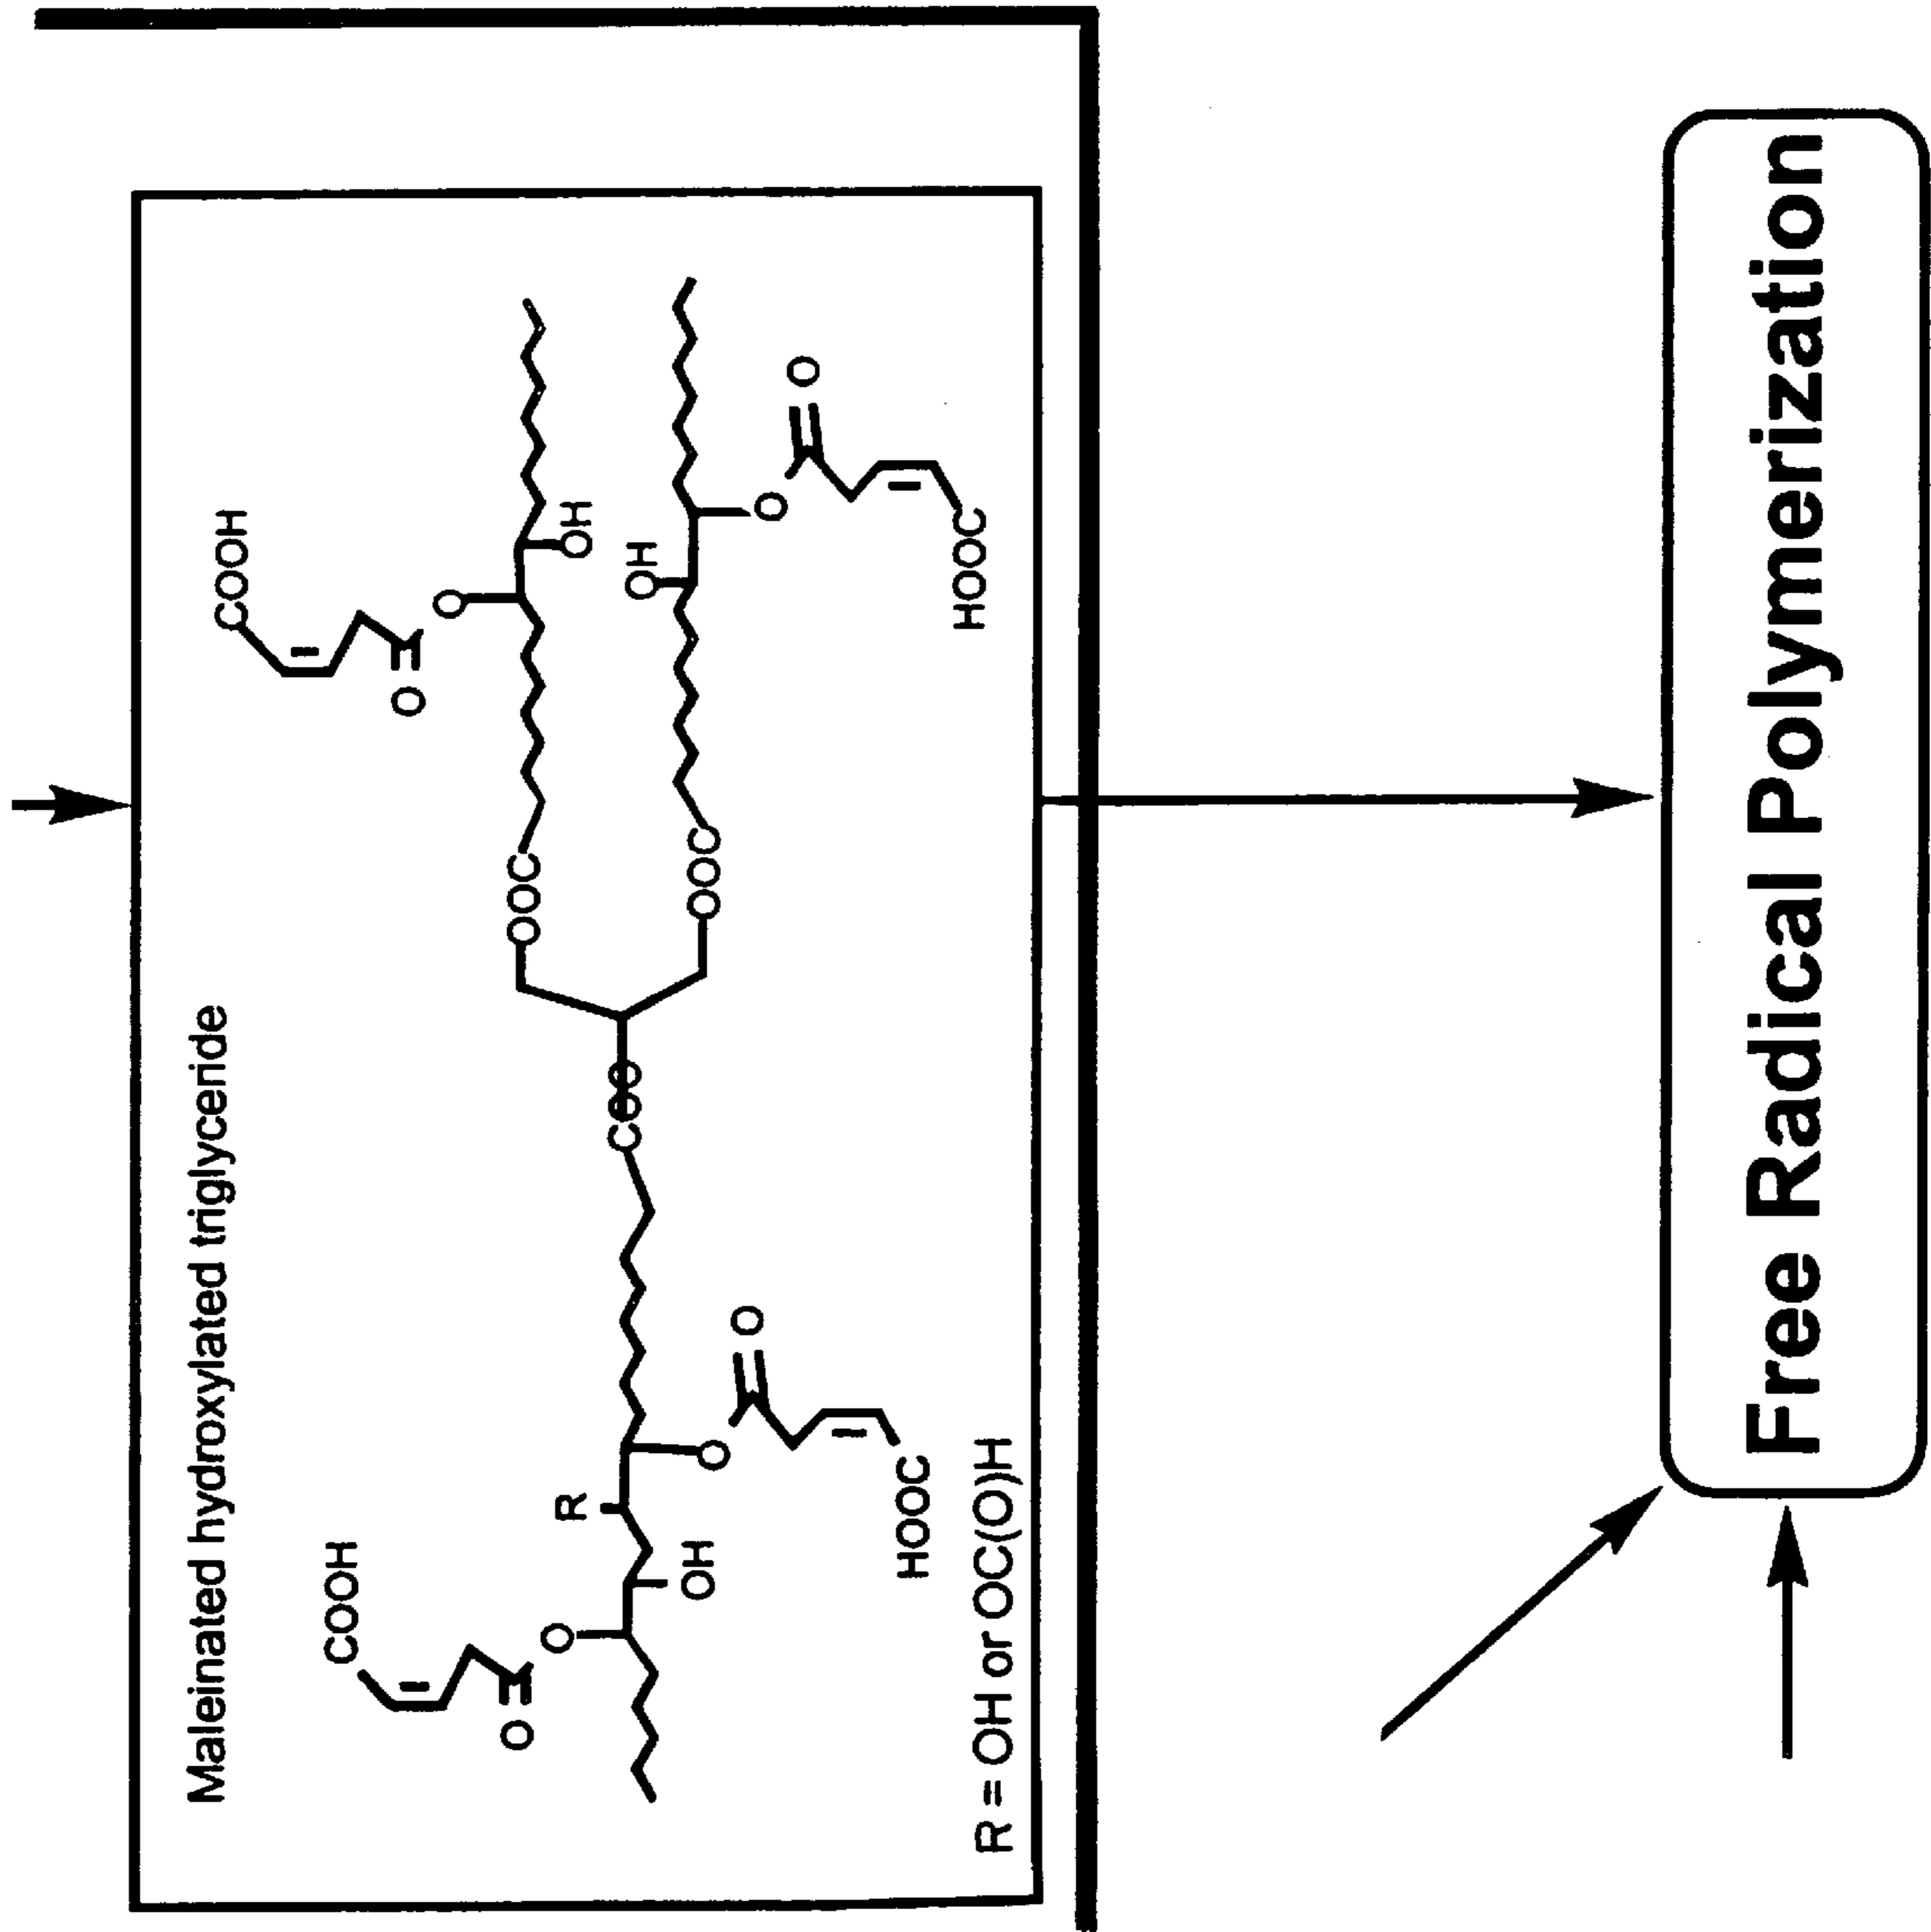 Maleinated hydroxylated triglyceride
COOH
COOH
O
O
O
OOC
O
R
OH
COO
OH
OH
OOC
O
O
O
O
HOOC
HOOC
R = OH or OC(O)H
Free Radical Polymerization